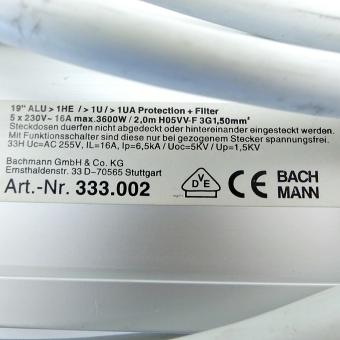 19" ALU > 1HE / > 1U / > 1UA Protection + Filter
5 x 230V~ 16A max.3600W / 2,0m H05VV-F 3G1,50mm²
Steckdosen duerfen nicht abgedeckt oder hintereinander eingesteckt werden.
Mit Funktionsschalter sind diese nur bei gezogenem Stecker spannungsfrei.
33H Uc=AC 255V, IL=16A, Ip=6,5kA / Uoc=5KV / Up=1,5KV
Bachmann GmbH & Co. KG
Ernsthaldenstr. 33 D-70565 Stuttgart
Art.-Nr. 333.002
DVE
CE
BACH
MANN